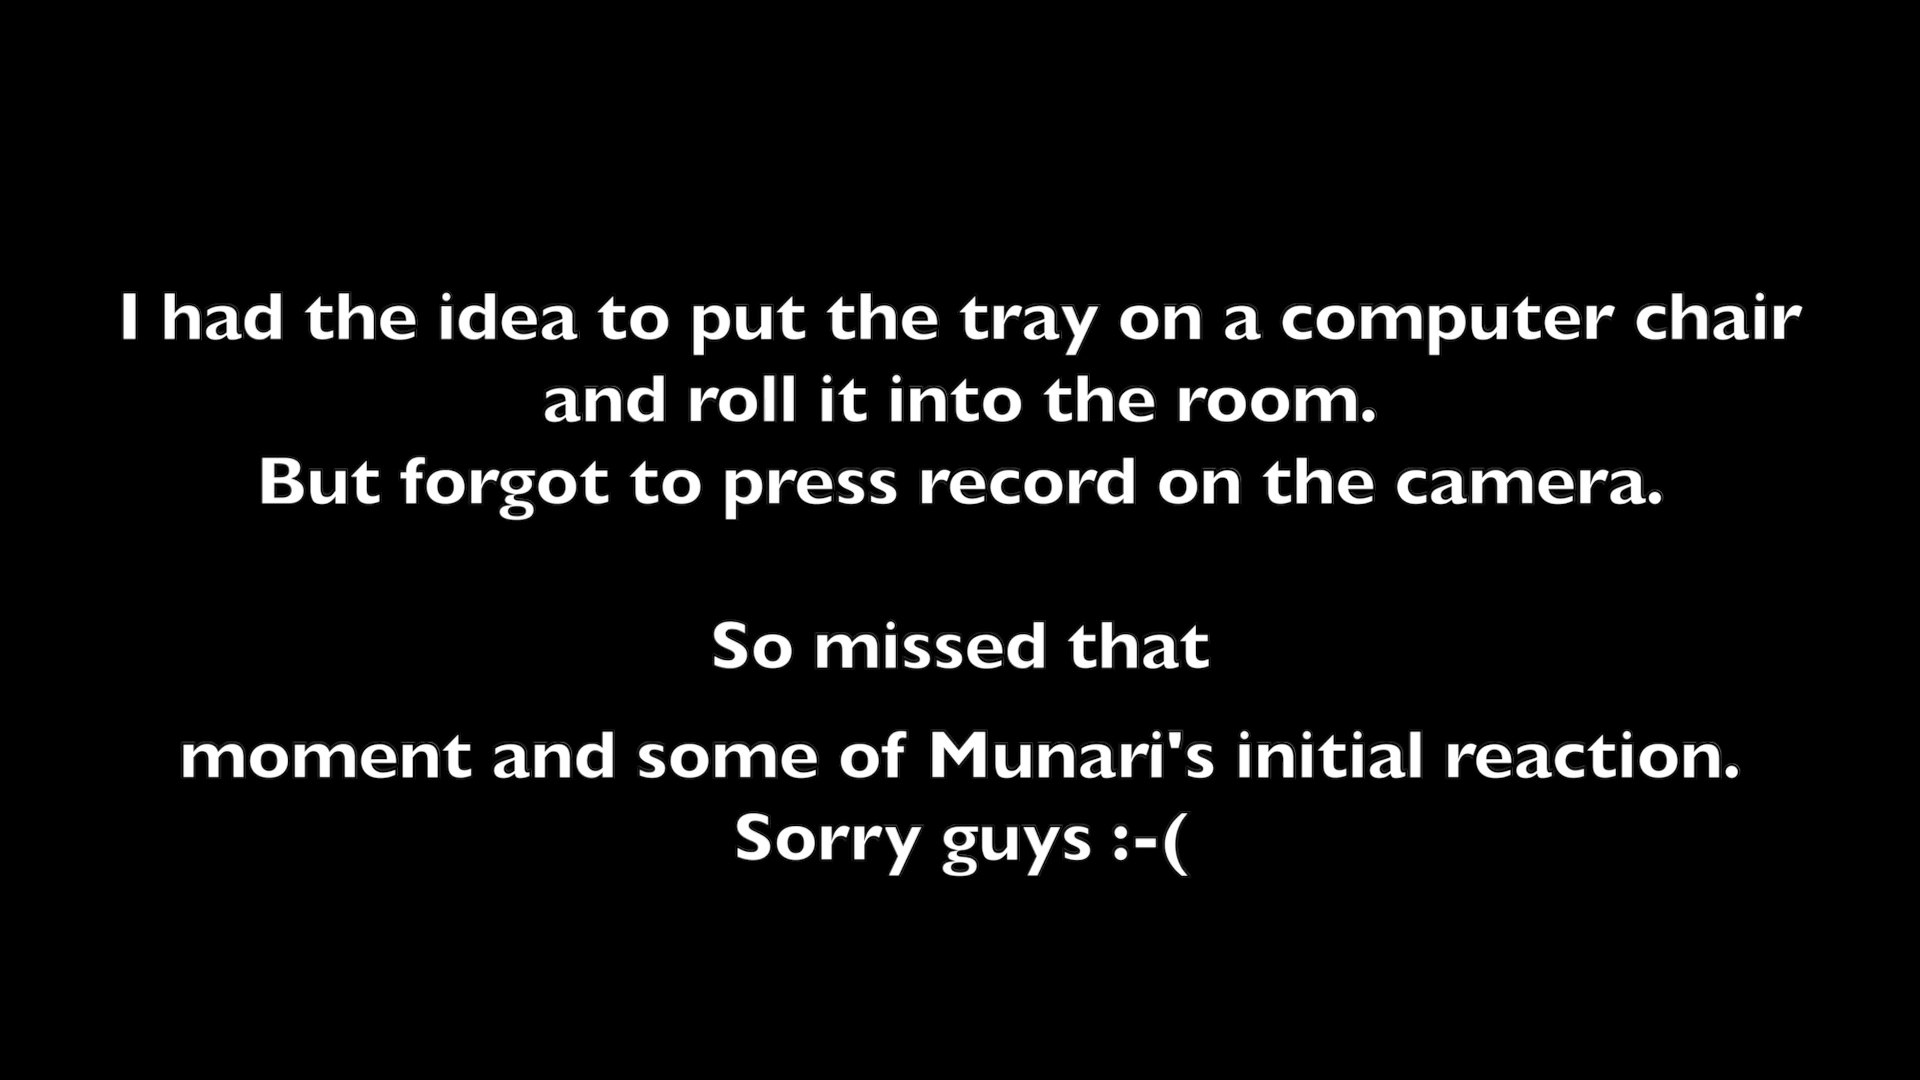 I had the idea to put the tray on a computer chair
and roll it into the room.
But forgot to press record on the camera.
So missed that
moment and some of Munari's initial reaction.
Sorry guys :-(